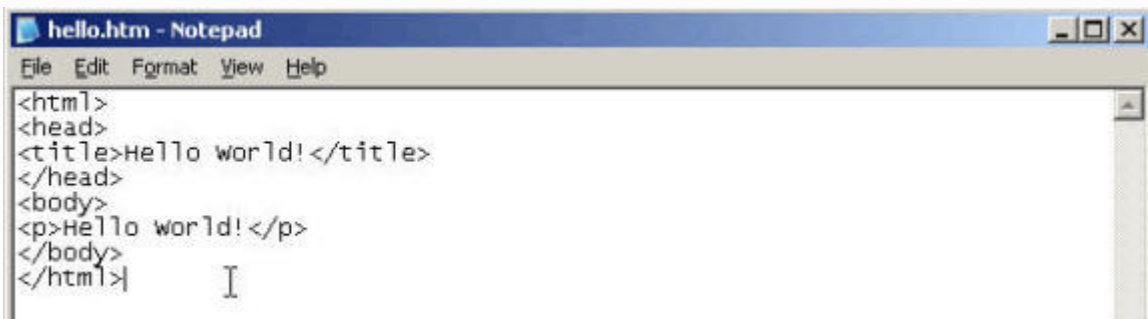 hello.htm - Notepad
File Edit Format View Help
<html>
<head>
<title>Hello World!</title>
</head>
<body>
<p>Hello World!</p>
</body>
</html>